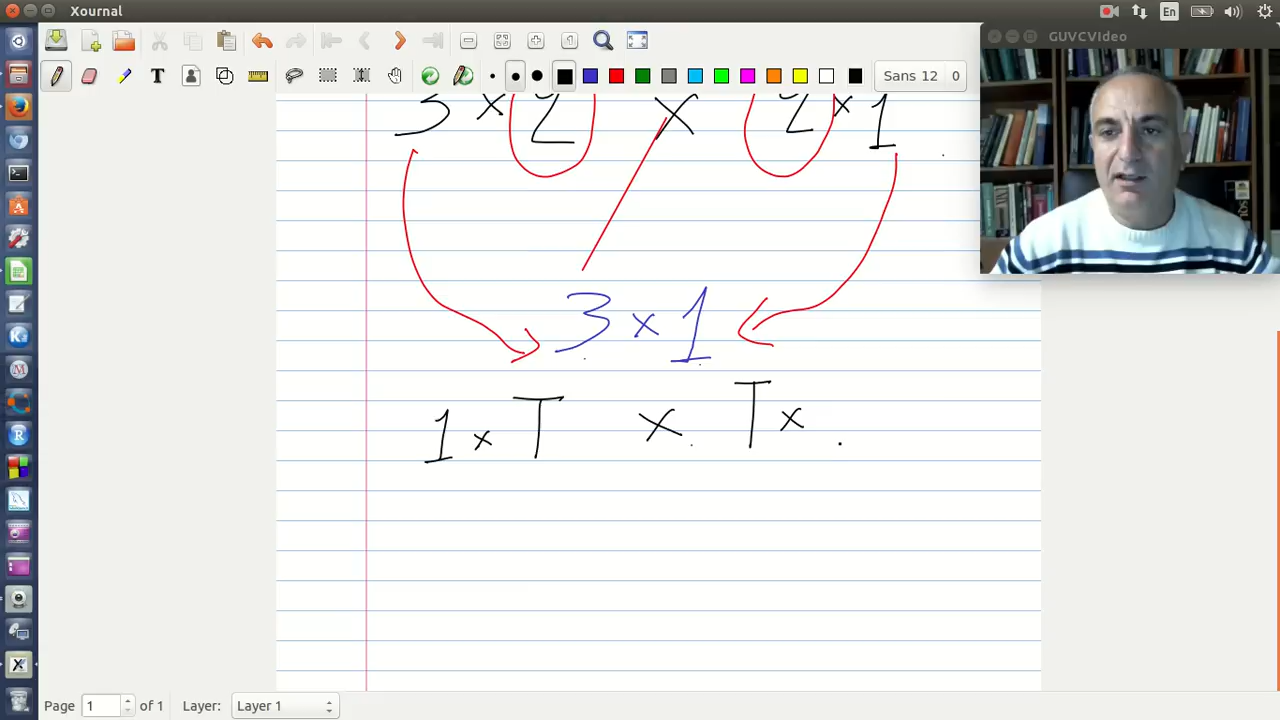 Xournal
En
GUVCVIdeo
Sans 12 0
3 × 2 × 2 × 1
3 × 1
1 × T × T × .
Page 1 of 1 Layer: Layer 1